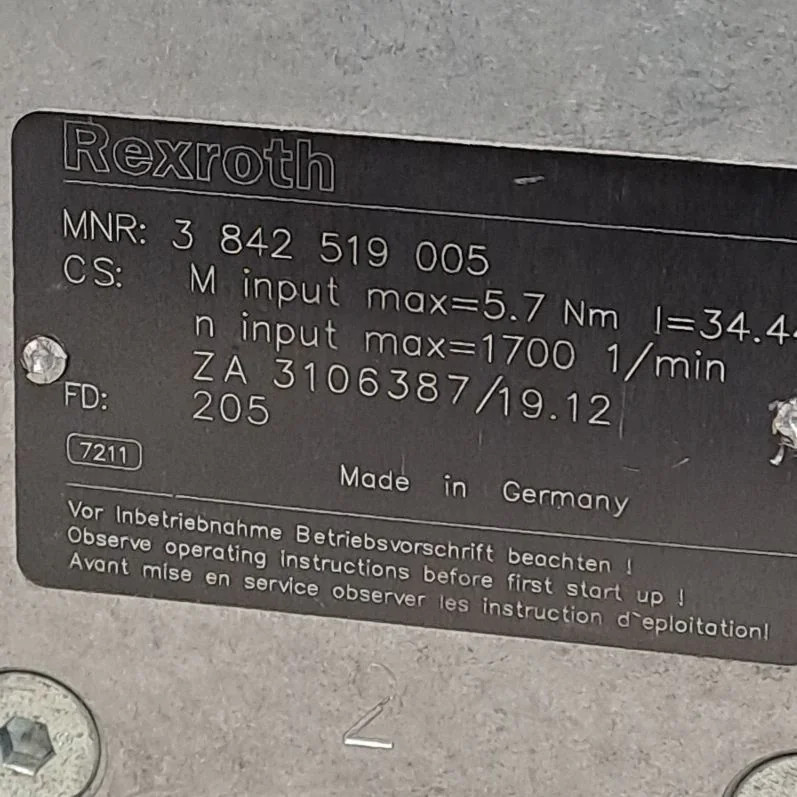 Rexroth
MNR: 3 842 519 005
CS: M input max=5.7 Nm I=34.44
n input max=1700 1/min
ZA 3106387/19.12
FD: 205
7211
Made in Germany
Vor Inbetriebnahme Betriebsvorschrift beachten !
Observe operating instructions before first start up !
Avant mise en service observer les instruction d`eploitation!
2